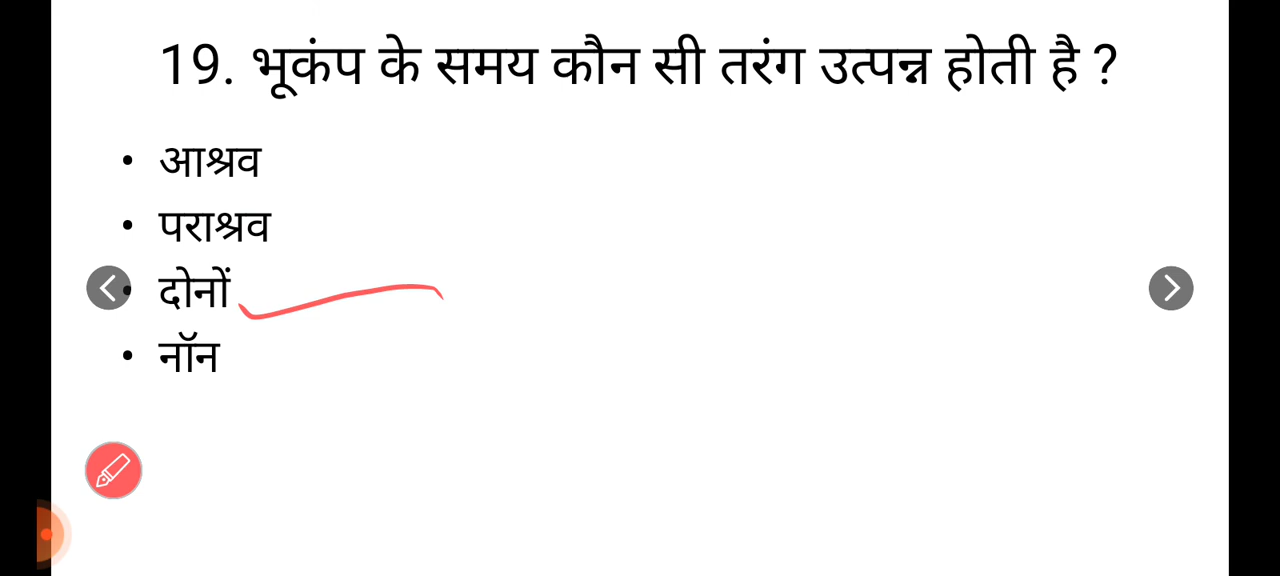 19. भूकंप के समय कौन सी तरंग उत्पन्न होती है ?
• आश्रव
• पराश्रव
• दोनों
• नॉन